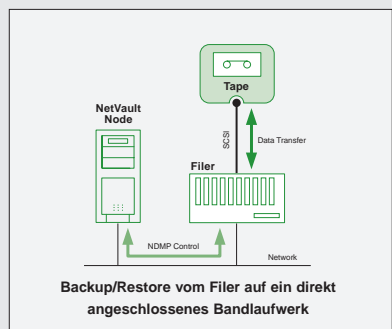 Tape
NetVault
Node
SCSI
Data Transfer
Filer
NDMP Control
Network
Backup/Restore vom Filer auf ein direkt
angeschlossenes Bandlaufwerk